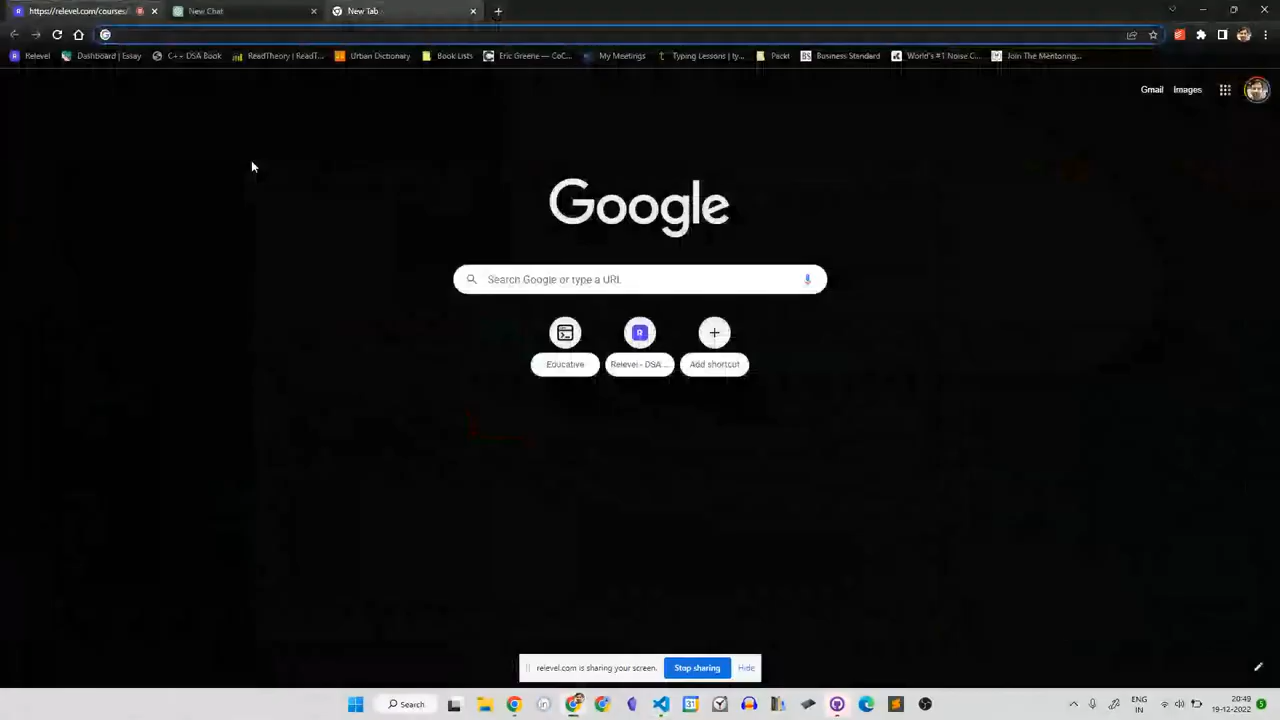 https://relevel.com/courses/
New Chat
New Tab
Relevel
Dashboard | Essay
C++ DSA Book
ReadTheory | ReadT...
Urban Dictionary
Book Lists
Eric Greene — CoC...
My Meetings
Typing Lessons | ty...
Packt
Business Standard
World's #1 Noise C...
Join The Mentoring...
Gmail
Images
Google
Search Google or type a URL
Educative
Relevel - DSA ...
Add shortcut
relevel.com is sharing your screen.
Stop sharing
Hide
Search
31
ENG
IN
20:49
19-12-2022
5